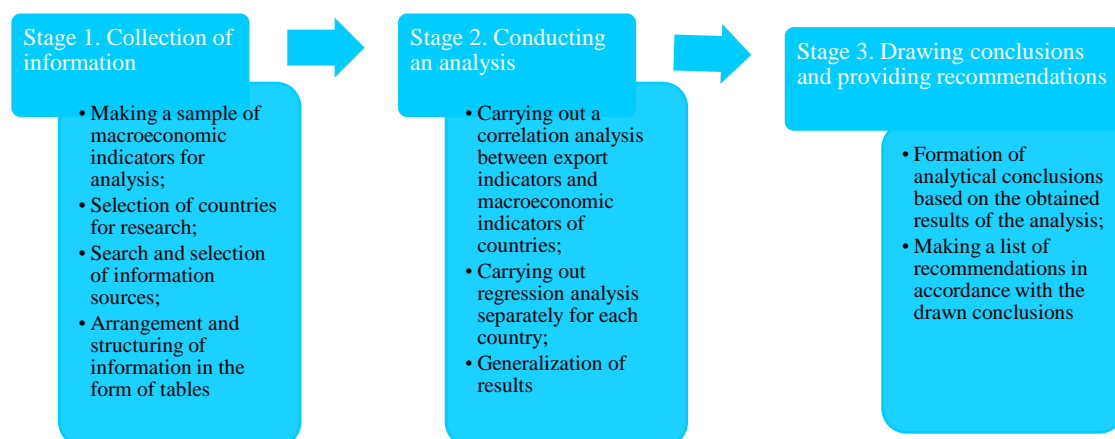 Stage 1. Collection of
information
• Making a sample of
macroeconomic
indicators for
analysis;
• Selection of countries
for research;
• Search and selection
of information
sources;
• Arrangement and
structuring of
information in the
form of tables
Stage 2. Conducting
an analysis
• Carrying out a
correlation analysis
between export
indicators and
macroeconomic
indicators of
countries;
• Carrying out
regression analysis
separately for each
country;
• Generalization of
results
Stage 3. Drawing conclusions
and providing recommendations
• Formation of
analytical conclusions
based on the obtained
results of the analysis;
• Making a list of
recommendations in
accordance with the
drawn conclusions